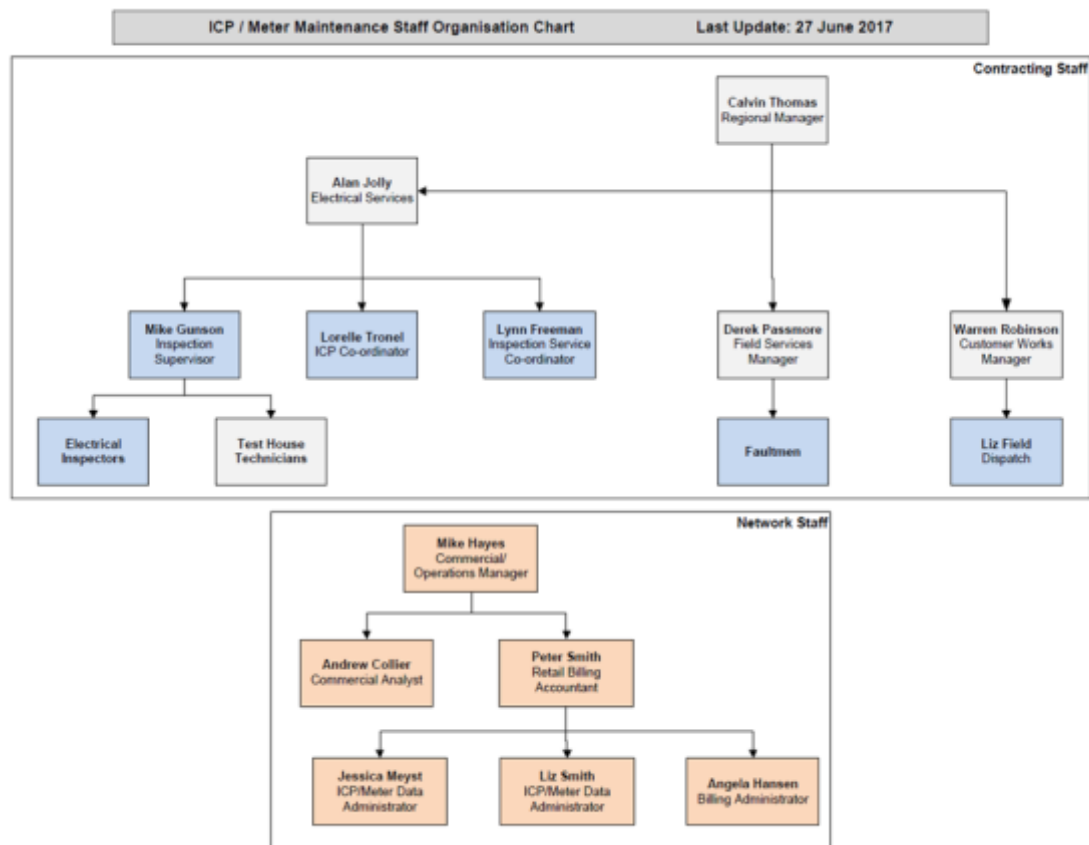 ICP / Meter Maintenance Staff Organisation Chart Last Update: 27 June 2017
Contracting Staff
Calvin Thomas
Regional Manager
Alan Jolly
Electrical Services
Mike Gunson
Inspection
Supervisor
Lorelle Tronel
ICP Co-ordinator
Lynn Freeman
Inspection Service
Co-ordinator
Derek Passmore
Field Services
Manager
Warren Robinson
Customer Works
Manager
Electrical
Inspectors
Test House
Technicians
Faultmen
Liz Field
Dispatch
Network Staff
Mike Hayes
Commercial/
Operations Manager
Andrew Collier
Commercial Analyst
Peter Smith
Retail Billing
Accountant
Jessica Meyst
ICP/Meter Data
Administrator
Liz Smith
ICP/Meter Data
Administrator
Angela Hansen
Billing Administrator